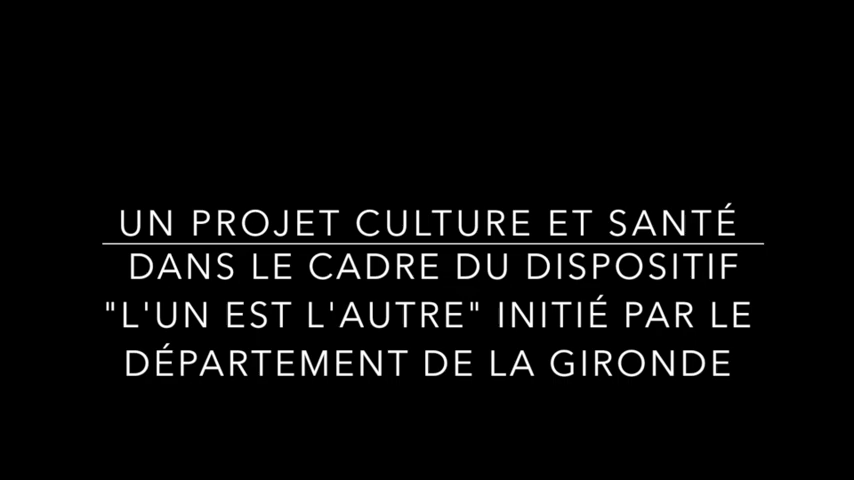 UN PROJET CULTURE ET SANTÉ
DANS LE CADRE DU DISPOSITIF
"L'UN EST L'AUTRE" INITIÉ PAR LE
DÉPARTEMENT DE LA GIRONDE